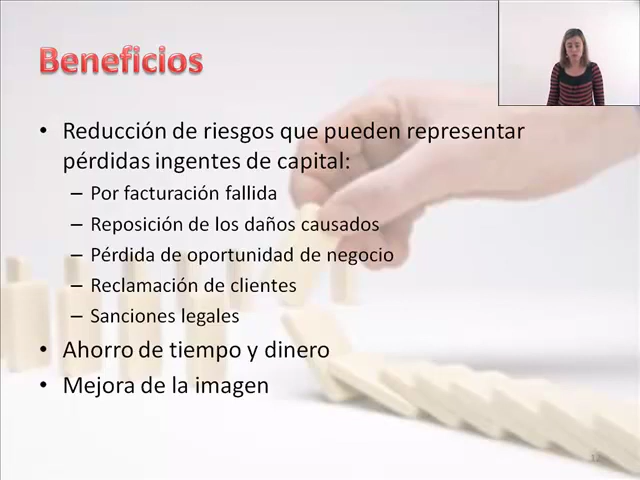 Beneficios
• Reducción de riesgos que pueden representar
pérdidas ingentes de capital:
– Por facturación fallida
– Reposición de los daños causados
– Pérdida de oportunidad de negocio
– Reclamación de clientes
– Sanciones legales
• Ahorro de tiempo y dinero
• Mejora de la imagen
12